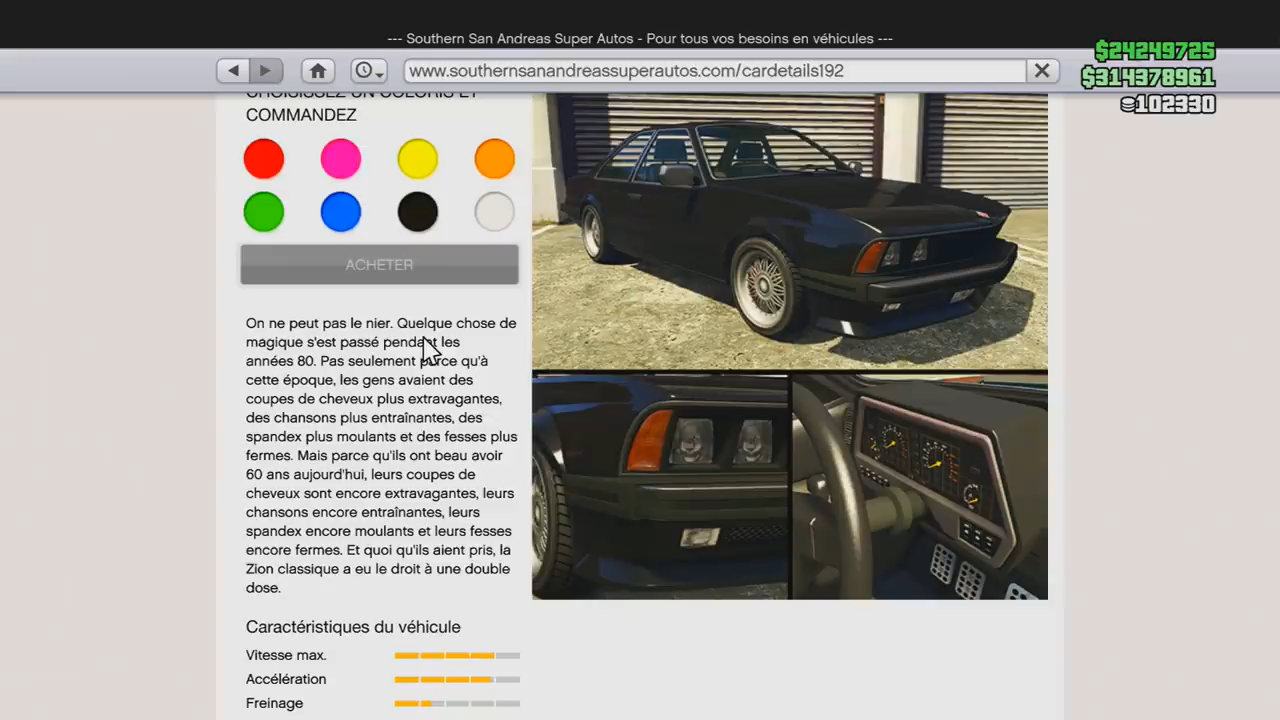 --- Southern San Andreas Super Autos - Pour tous vos besoins en véhicules ---
www.southernsanandreassuperautos.com/cardetails192
$24249725
$314378961
102330
CHOISISSEZ UN COLORIS ET
COMMANDEZ
ACHETER
On ne peut pas le nier. Quelque chose de
magique s'est passé pendant les
années 80. Pas seulement parce qu'à
cette époque, les gens avaient des
coupes de cheveux plus extravagantes,
des chansons plus entraînantes, des
spandex plus moulants et des fesses plus
fermes. Mais parce qu'ils ont beau avoir
60 ans aujourd'hui, leurs coupes de
cheveux sont encore extravagantes, leurs
chansons encore entraînantes, leurs
spandex encore moulants et leurs fesses
encore fermes. Et quoi qu'ils aient pris, la
Zion classique a eu le droit à une double
dose.
Caractéristiques du véhicule
Vitesse max.
Accélération
Freinage